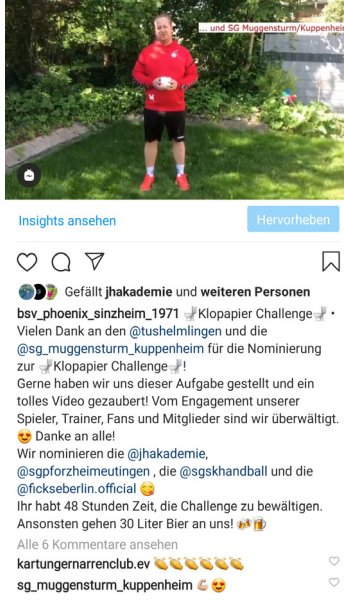 ... und SG Muggensturm/Kuppenhei
Insights ansehen
Hervorheben
Gefällt jhakademie und weiteren Personen
bsv_phoenix_sinzheim_1971 🚽Klopapier Challenge🚽 •
Vielen Dank an den @tushelmlingen und die
@sg_muggensturm_kuppenheim für die Nominierung
zur 🚽Klopapier Challenge🚽!
Gerne haben wir uns dieser Aufgabe gestellt und ein
tolles Video gezaubert! Vom Engagement unserer
Spieler, Trainer, Fans und Mitglieder sind wir überwältigt.
😍 Danke an alle!
Wir nominieren die @jhakademie,
@sgpforzheimeutingen , die @sgskhandball und die
@fickseberlin.official 😋
Ihr habt 48 Stunden Zeit, die Challenge zu bewältigen.
Ansonsten gehen 30 Liter Bier an uns! 🍻🍺
Alle 6 Kommentare ansehen
kartungernarrenclub.ev 👏👏👏👏👏👏
sg_muggensturm_kuppenheim 💪🏼😍